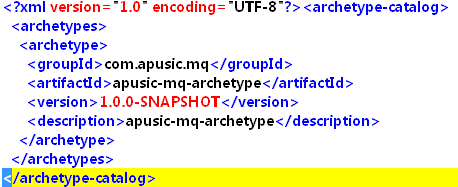 <?xml version="1.0" encoding="UTF-8"?><archetype-catalog>
  <archetypes>
    <archetype>
      <groupId>com.apusic.mq</groupId>
      <artifactId>apusic-mq-archetype</artifactId>
      <version>1.0.0-SNAPSHOT</version>
      <description>apusic-mq-archetype</description>
    </archetype>
  </archetypes>
</archetype-catalog>